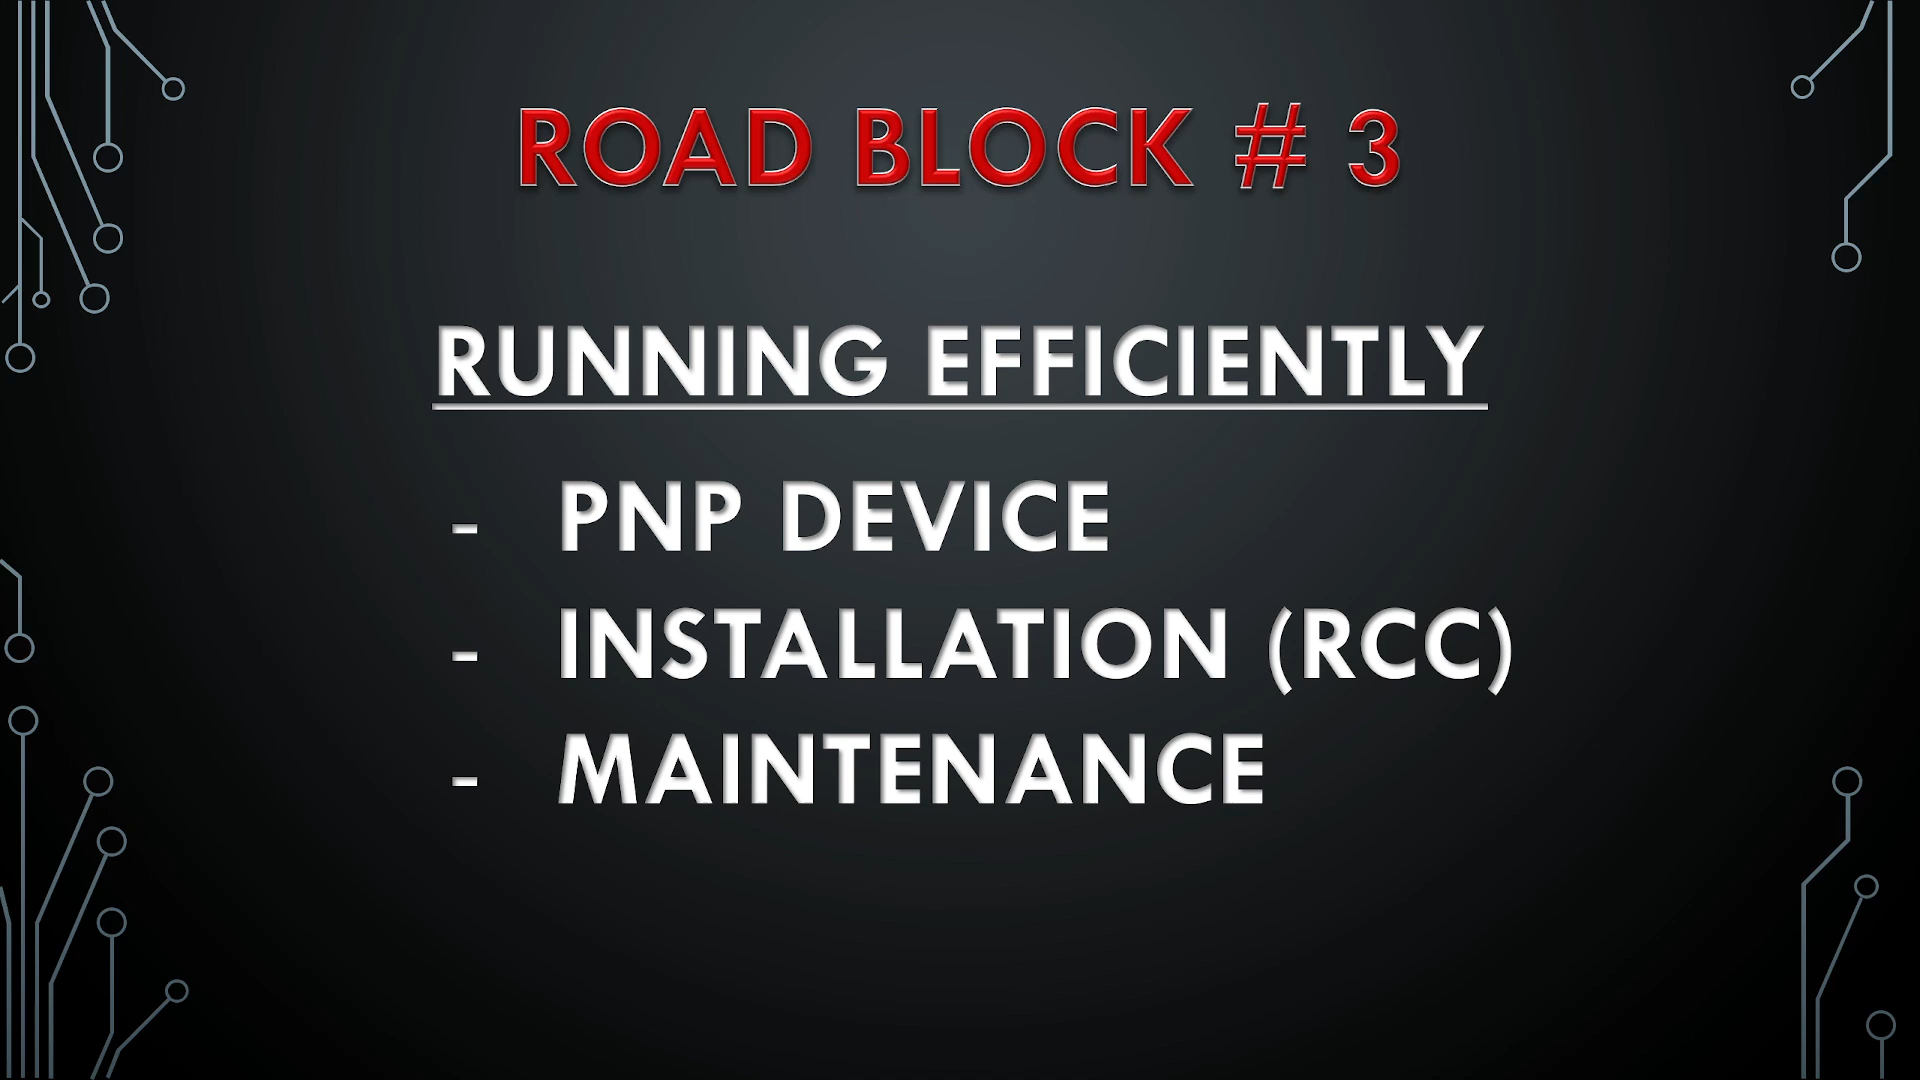 ROAD BLOCK # 3
RUNNING EFFICIENTLY
- PNP DEVICE
- INSTALLATION (RCC)
- MAINTENANCE